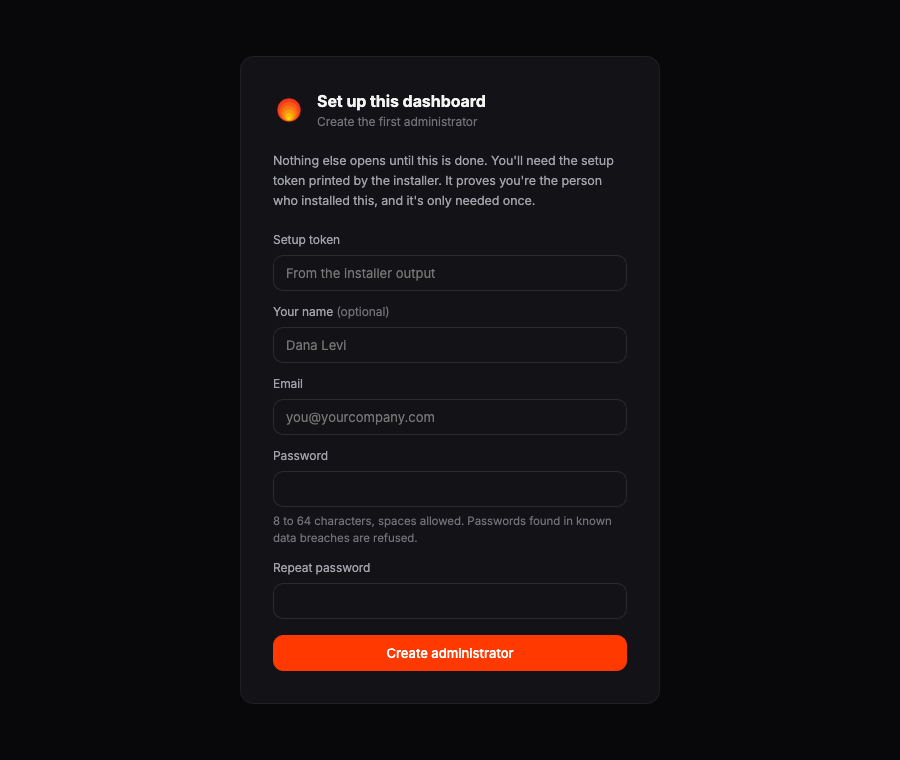 Set up this dashboard
Create the first administrator
Nothing else opens until this is done. You'll need the setup
token printed by the installer. It proves you're the person
who installed this, and it's only needed once.
Setup token
From the installer output
Your name (optional)
Dana Levi
Email
you@yourcompany.com
Password
8 to 64 characters, spaces allowed. Passwords found in known
data breaches are refused.
Repeat password
Create administrator